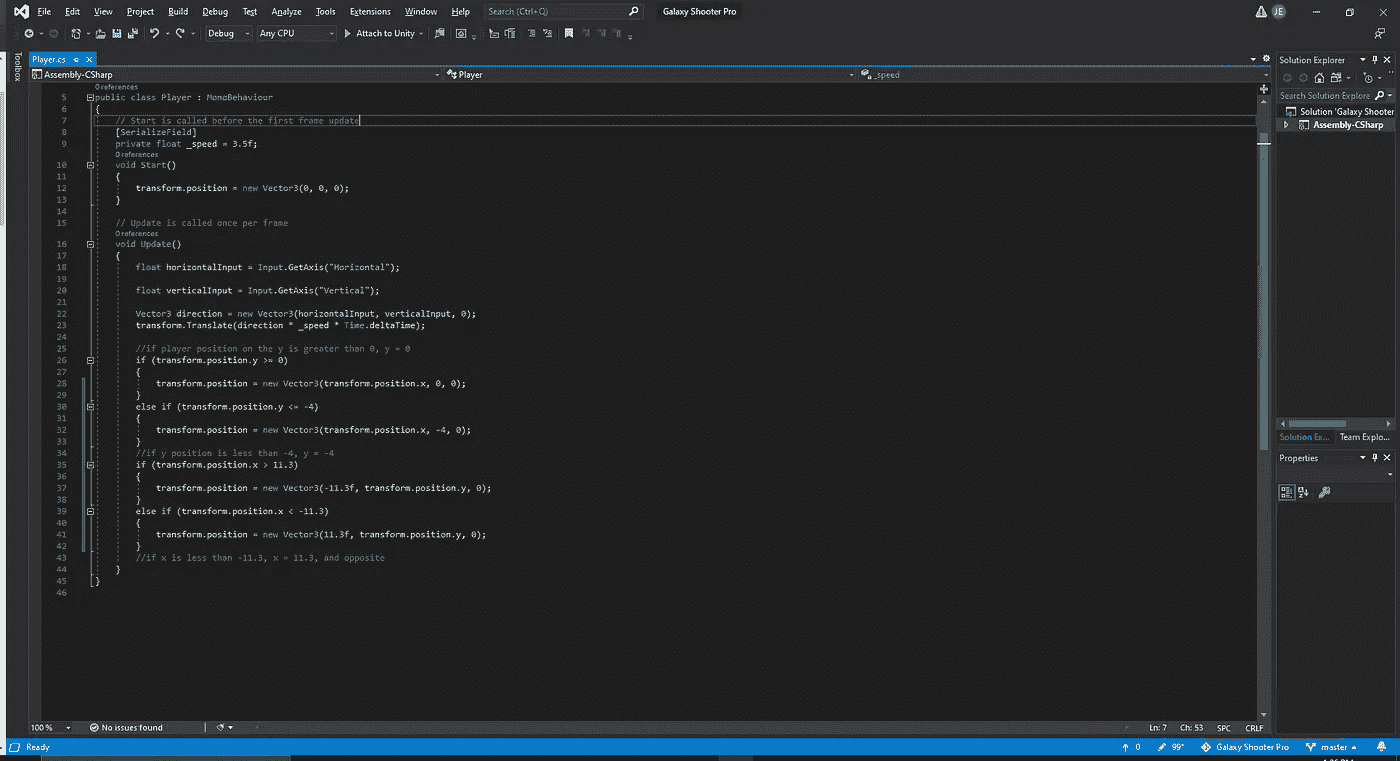 File Edit View Project Build Debug Test Analyze Tools Extensions Window Help Search (Ctrl+Q) Galaxy Shooter Pro JE
Debug Any CPU Attach to Unity
Toolbox
Player.cs
Assembly-CSharp Player _speed
0 references
5 public class Player : MonoBehaviour
6 {
7 // Start is called before the first frame update
8 [SerializeField]
9 private float _speed = 3.5f;
0 references
10 void Start()
11 {
12 transform.position = new Vector3(0, 0, 0);
13 }
14
15 // Update is called once per frame
0 references
16 void Update()
17 {
18 float horizontalInput = Input.GetAxis("Horizontal");
19
20 float verticalInput = Input.GetAxis("Vertical");
21
22 Vector3 direction = new Vector3(horizontalInput, verticalInput, 0);
23 transform.Translate(direction * _speed * Time.deltaTime);
24
25 //if player position on the y is greater than 0, y = 0
26 if (transform.position.y >= 0)
27 {
28 transform.position = new Vector3(transform.position.x, 0, 0);
29 }
30 else if (transform.position.y <= -4)
31 {
32 transform.position = new Vector3(transform.position.x, -4, 0);
33 }
34 //if y position is less than -4, y = -4
35 if (transform.position.x > 11.3)
36 {
37 transform.position = new Vector3(-11.3f, transform.position.y, 0);
38 }
39 else if (transform.position.x < -11.3)
40 {
41 transform.position = new Vector3(11.3f, transform.position.y, 0);
42 }
43 //if x is less than -11.3, x = 11.3, and opposite
44 }
45 }
46
Solution Explorer
Search Solution Explore
Solution 'Galaxy Shooter
Assembly-CSharp
Solution Ex... Team Explo...
Properties
100 % No issues found Ln: 7 Ch: 53 SPC CRLF
Ready 0 99+ Galaxy Shooter Pro master